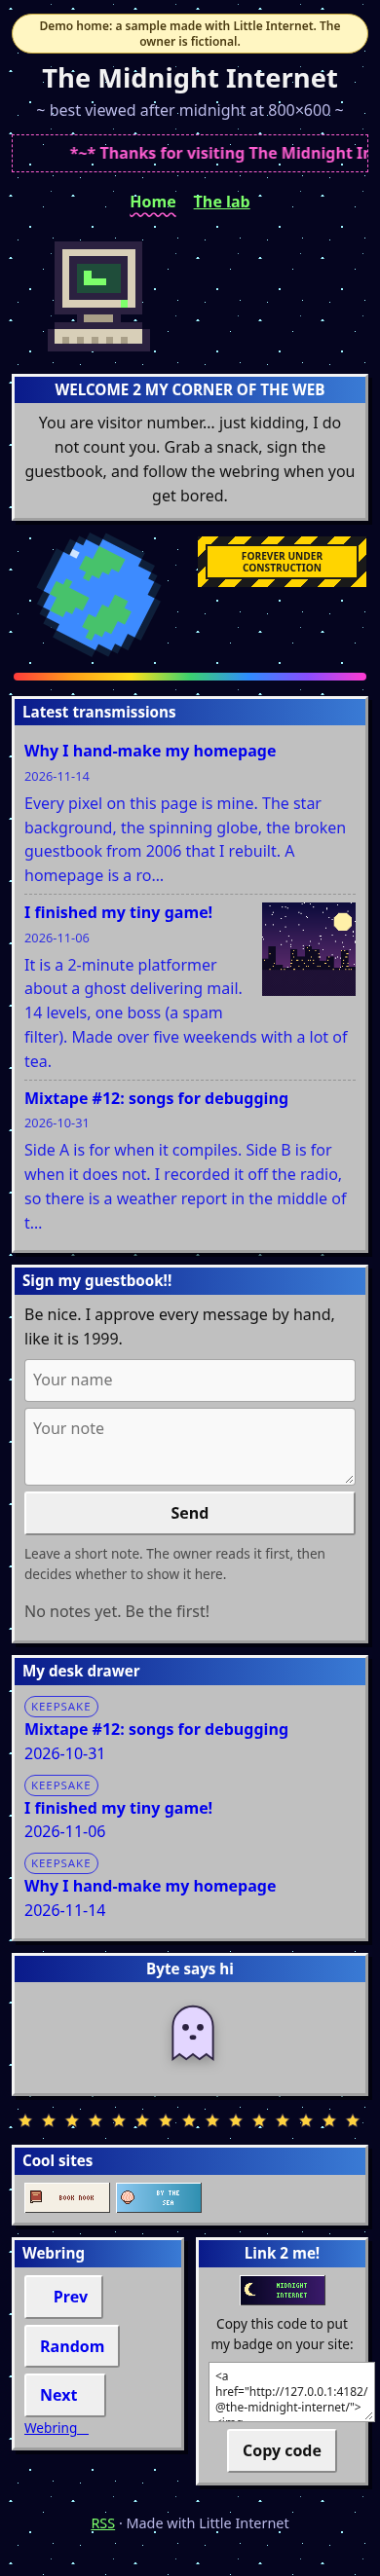 Demo home: a sample made with Little Internet. The
owner is fictional.
The Midnight Internet
~ best viewed after midnight at 800×600 ~
*~* Thanks for visiting The Midnight In
Home The lab
WELCOME 2 MY CORNER OF THE WEB
You are visitor number... just kidding, I do
not count you. Grab a snack, sign the
guestbook, and follow the webring when you
get bored.
FOREVER UNDER
CONSTRUCTION
Latest transmissions
Why I hand-make my homepage
2026-11-14
Every pixel on this page is mine. The star
background, the spinning globe, the broken
guestbook from 2006 that I rebuilt. A
homepage is a ro...
I finished my tiny game!
2026-11-06
It is a 2-minute platformer
about a ghost delivering mail.
14 levels, one boss (a spam
filter). Made over five weekends with a lot of
tea.
Mixtape #12: songs for debugging
2026-10-31
Side A is for when it compiles. Side B is for
when it does not. I recorded it off the radio,
so there is a weather report in the middle of
t...
Sign my guestbook!!
Be nice. I approve every message by hand,
like it is 1999.
Your name
Your note
Send
Leave a short note. The owner reads it first, then
decides whether to show it here.
No notes yet. Be the first!
My desk drawer
KEEPSAKE
Mixtape #12: songs for debugging
2026-10-31
KEEPSAKE
I finished my tiny game!
2026-11-06
KEEPSAKE
Why I hand-make my homepage
2026-11-14
Byte says hi
Cool sites
BOOK NOOK
BY THE
SEA
Webring
Prev
Random
Next
Webring
Link 2 me!
MIDNIGHT
INTERNET
Copy this code to put
my badge on your site:
<a
href="http://127.0.0.1:4182/
@the-midnight-internet/">
Copy code
RSS · Made with Little Internet